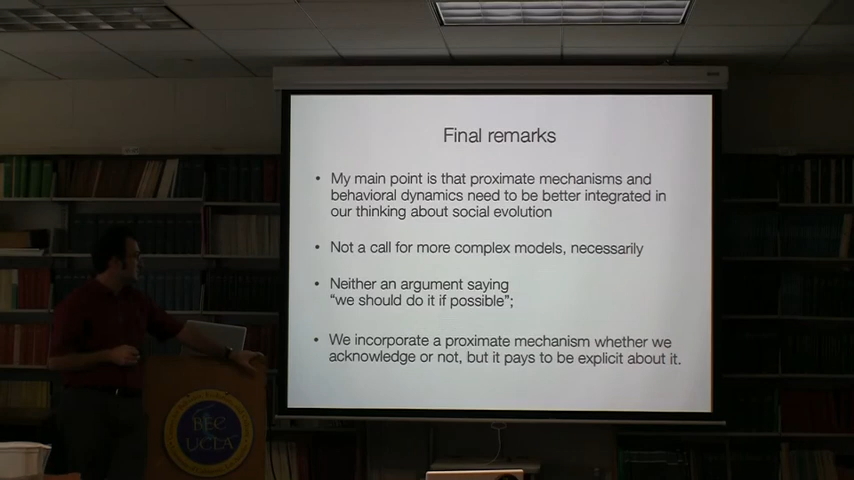 Final remarks
• My main point is that proximate mechanisms and
behavioral dynamics need to be better integrated in
our thinking about social evolution
• Not a call for more complex models, necessarily
• Neither an argument saying
“we should do it if possible”;
• We incorporate a proximate mechanism whether we
acknowledge or not, but it pays to be explicit about it.
BEC
UCLA